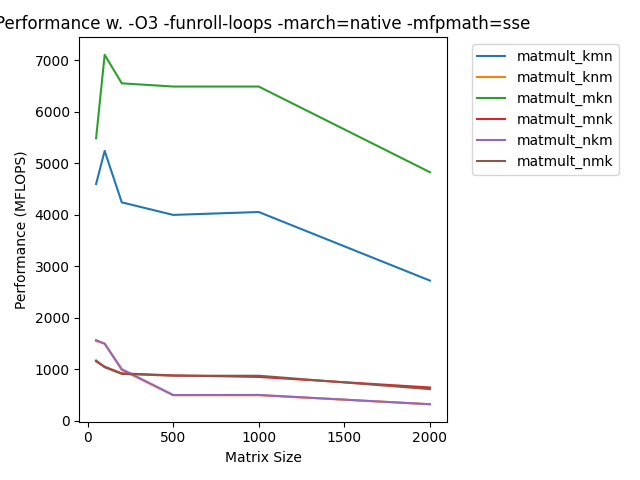 Performance w. -O3 -funroll-loops -march=native -mfpmath=sse
7000
6000
5000
4000
3000
2000
1000
0
Performance (MFLOPS)
0 500 1000 1500 2000
Matrix Size
matmult_kmn
matmult_knm
matmult_mkn
matmult_mnk
matmult_nkm
matmult_nmk